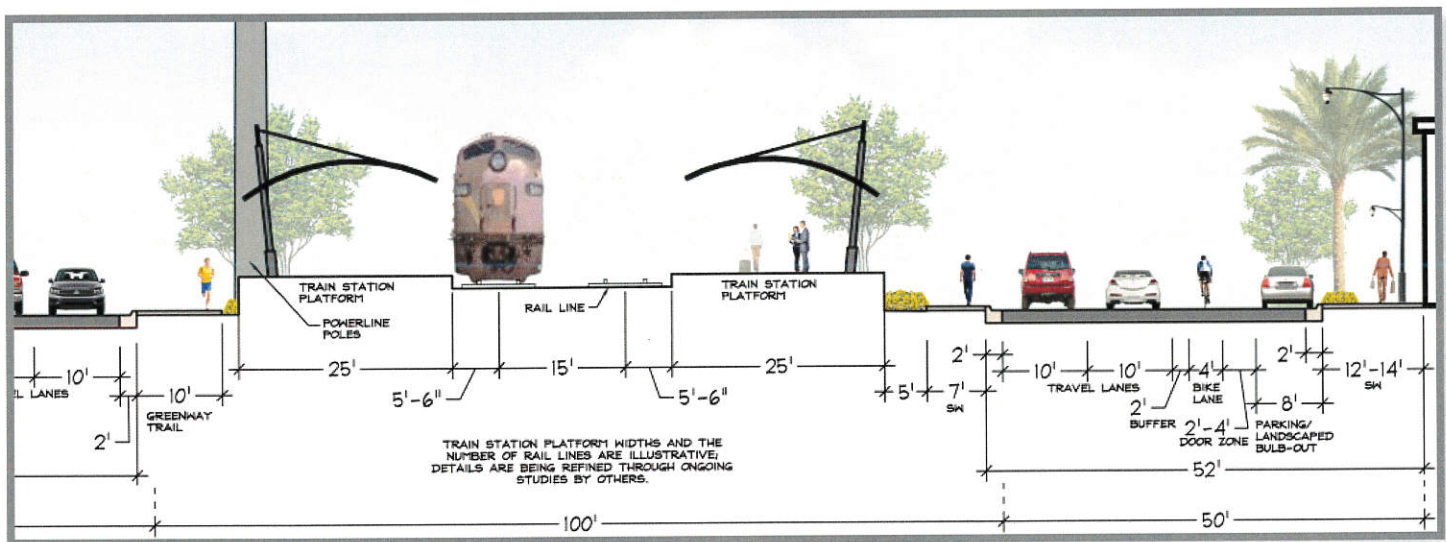 TRAIN STATION
PLATFORM
POWERLINE
POLES
RAIL LINE
TRAIN STATION
PLATFORM
10'
EL LANES
2'
10'
GREENWAY
TRAIL
25'
5'-6"
15'
5'-6"
25'
5'
7'
SW
2'
10'
10'
TRAVEL LANES
2'
BUFFER
4'
BIKE
LANE
2'-4'
DOOR ZONE
2'
8'
PARKING/
LANDSCAPED
BULB-OUT
12'-14'
SW
52'
TRAIN STATION PLATFORM WIDTHS AND THE
NUMBER OF RAIL LINES ARE ILLUSTRATIVE;
DETAILS ARE BEING REFINED THROUGH ONGOING
STUDIES BY OTHERS.
100'
50'